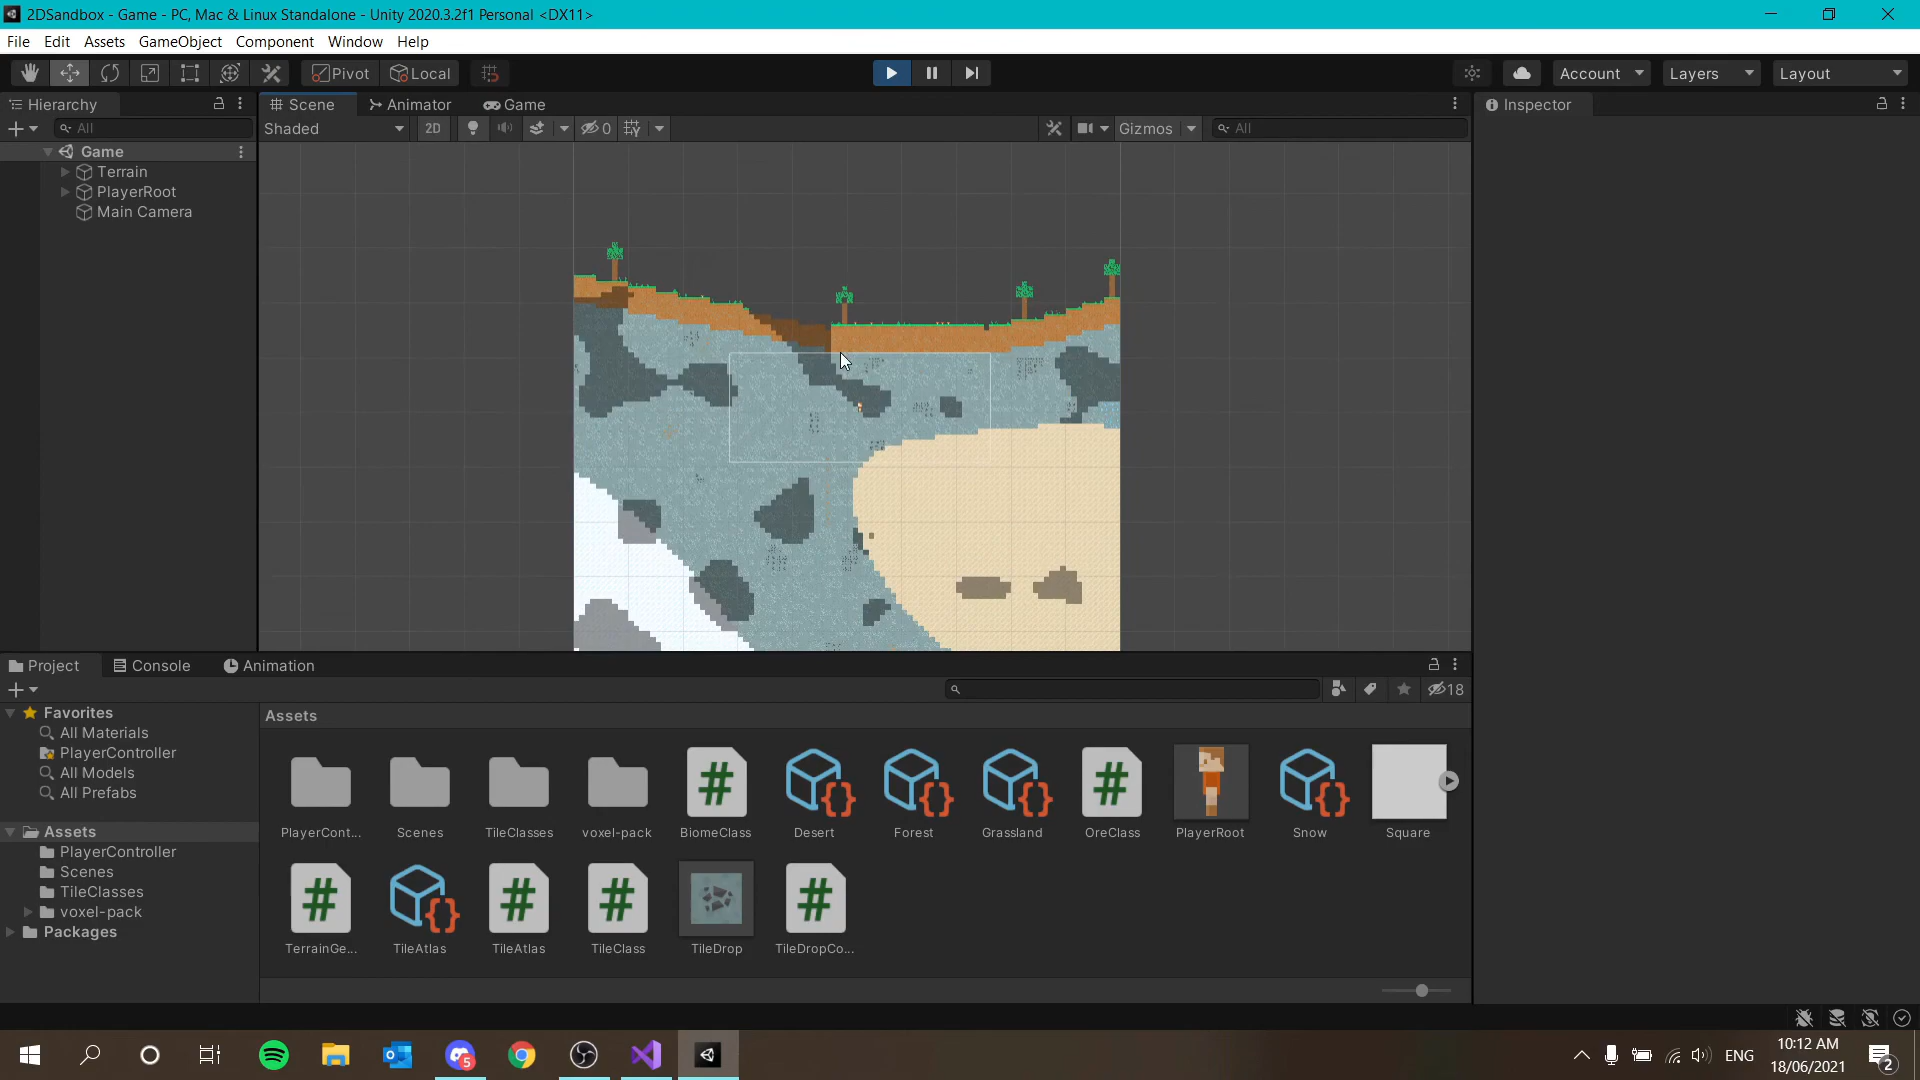 2DSandbox - Game - PC, Mac & Linux Standalone - Unity 2020.3.2f1 Personal <DX11>
File Edit Assets GameObject Component Window Help
Pivot Local Account Layers Layout
Hierarchy Scene Animator Game Inspector
All Shaded 2D 0 Gizmos All
Game
Terrain
PlayerRoot
Main Camera
Project Console Animation
18
Favorites
All Materials
PlayerController
All Models
All Prefabs
Assets
PlayerController
Scenes
TileClasses
voxel-pack
Packages
Assets
PlayerCont... Scenes TileClasses voxel-pack BiomeClass Desert Forest Grassland OreClass PlayerRoot Snow Square
TerrainGe... TileAtlas TileAtlas TileClass TileDrop TileDropCo...
5
ENG
10:12 AM
18/06/2021
2